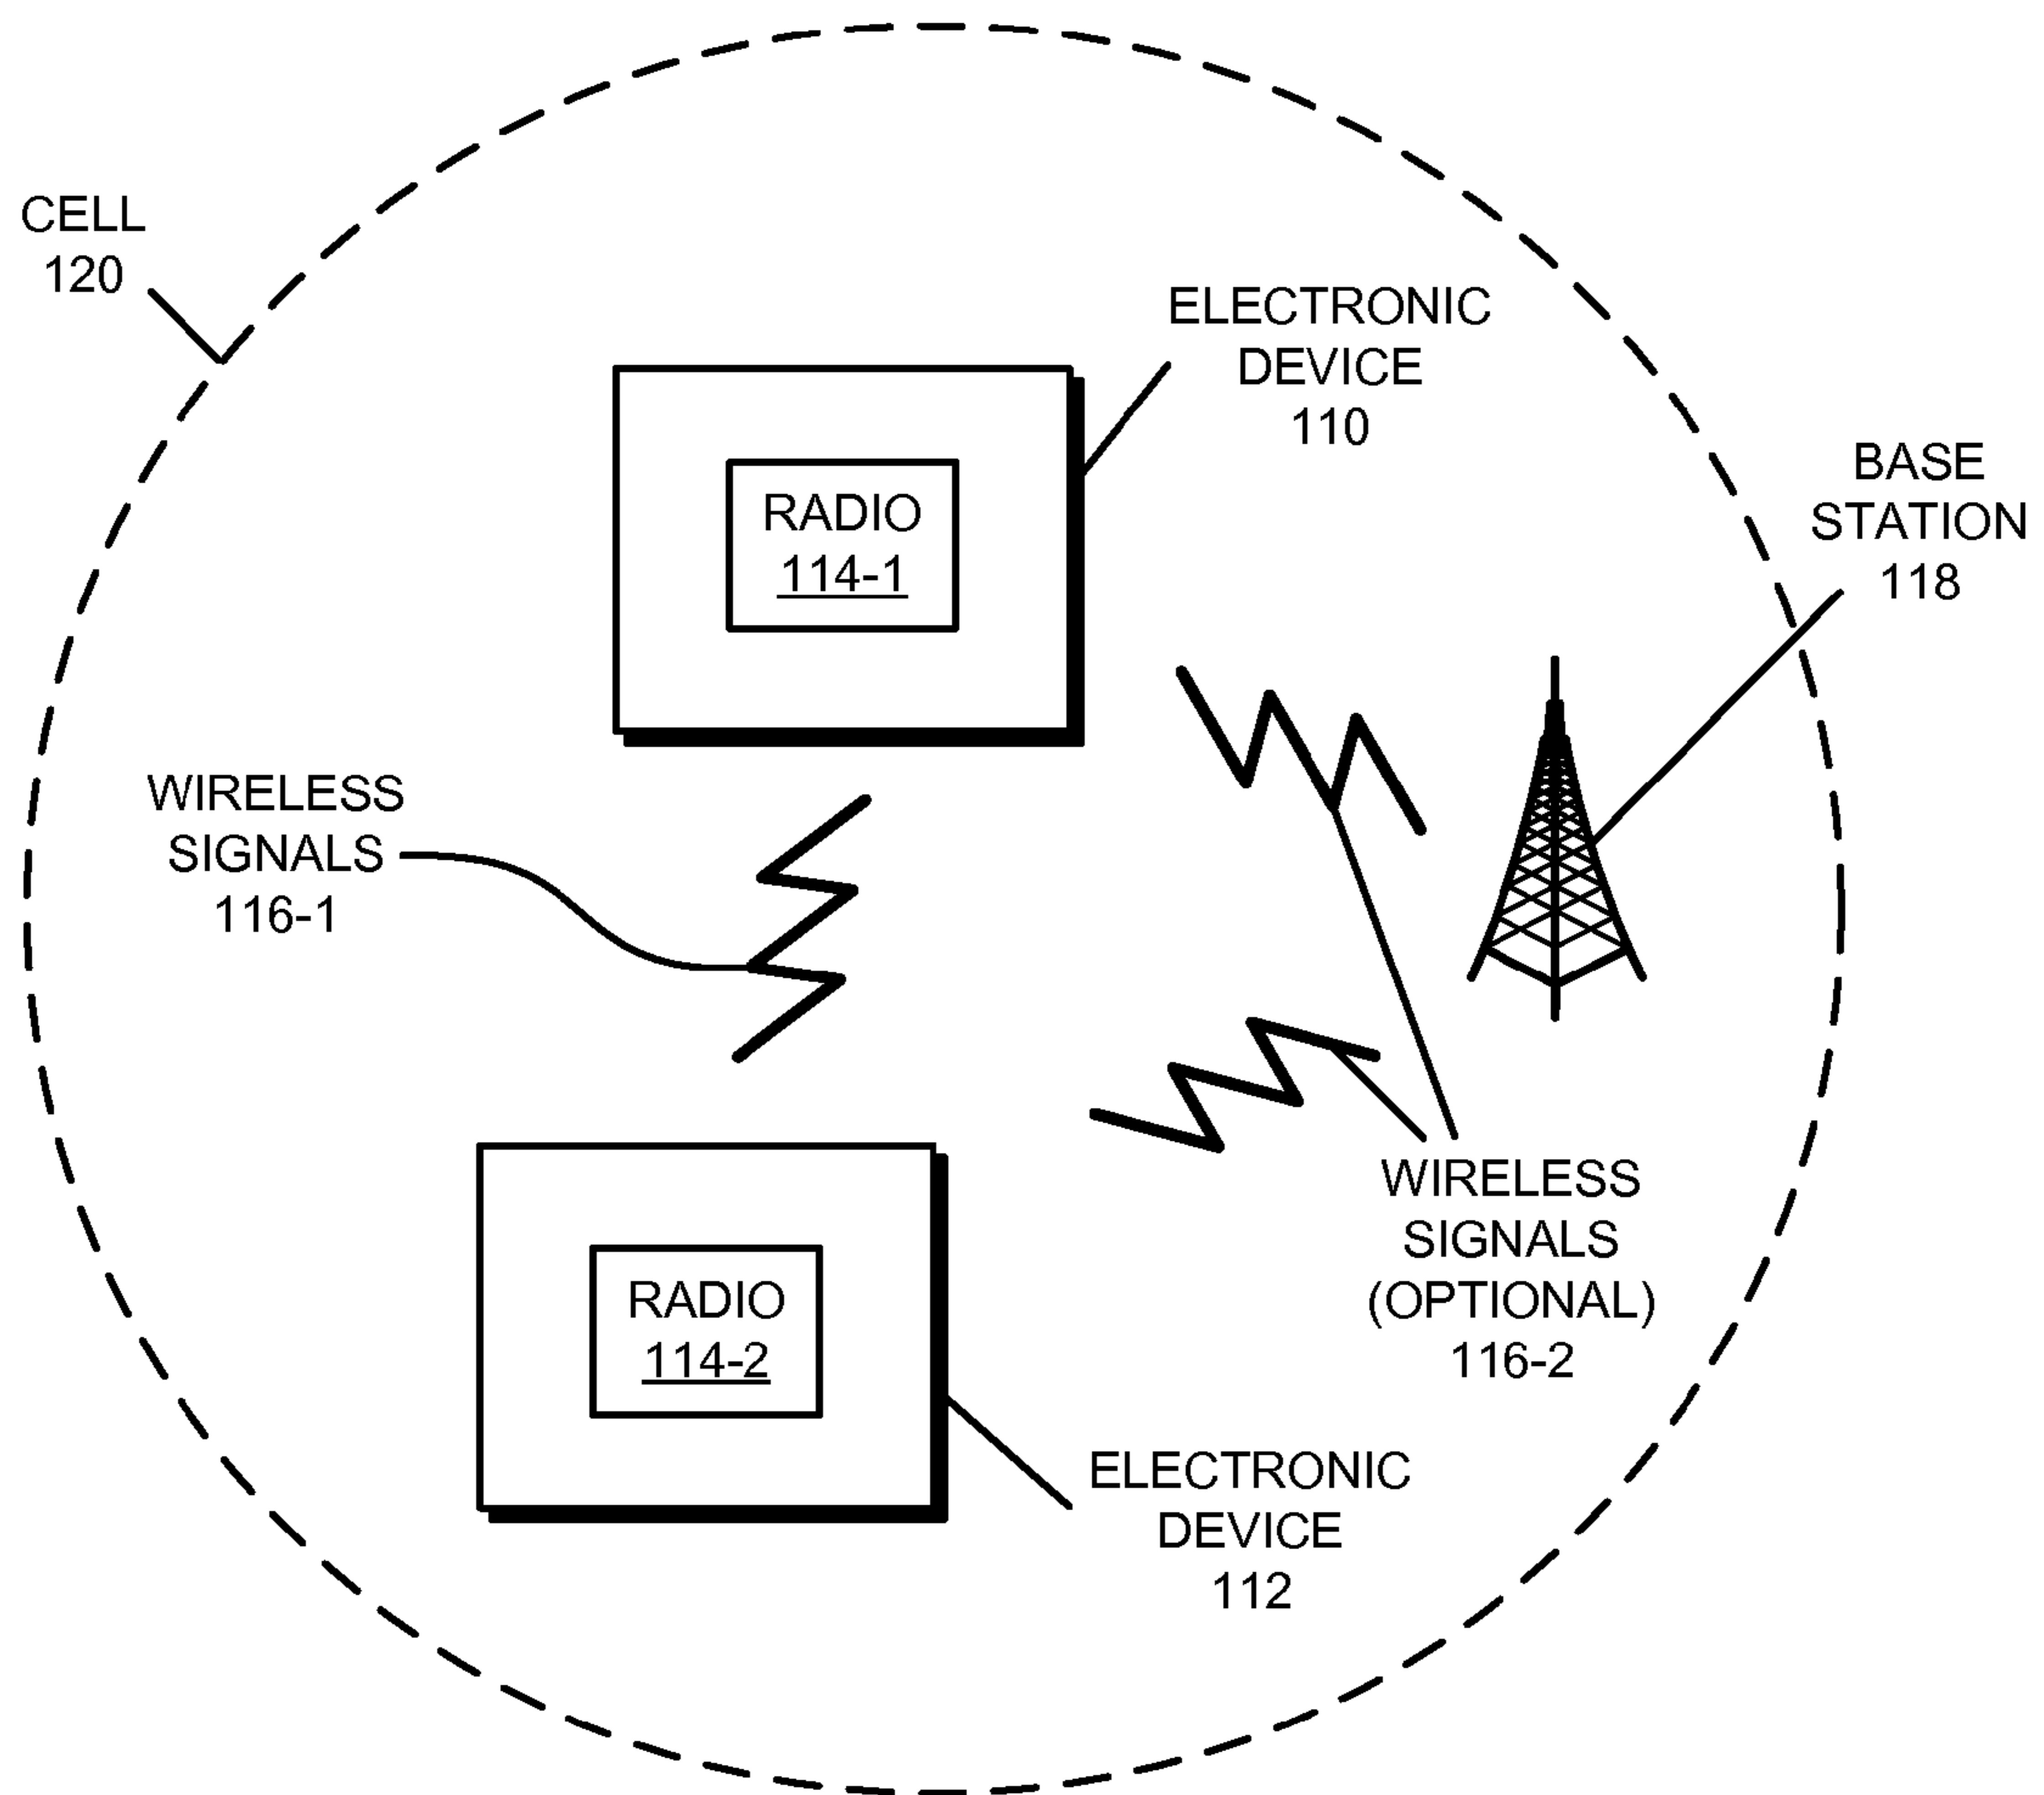 CELL
120
ELECTRONIC
DEVICE
110
BASE
STATION
118
RADIO
114-1
WIRELESS
SIGNALS
116-1
WIRELESS
SIGNALS
(OPTIONAL)
116-2
RADIO
114-2
ELECTRONIC
DEVICE
112